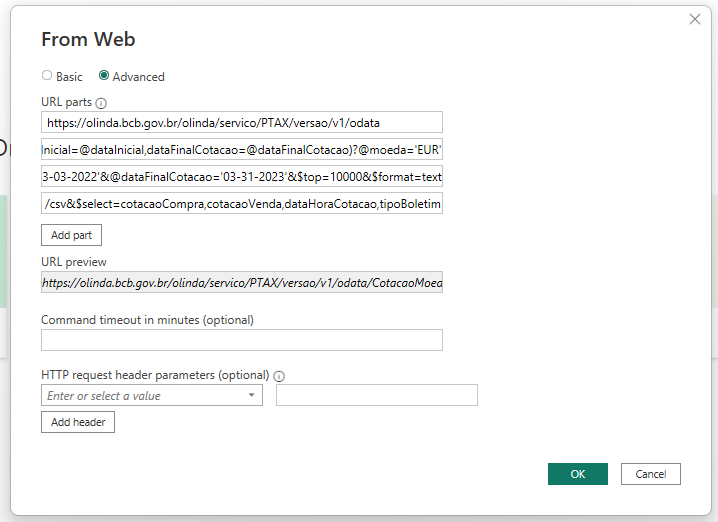 From Web
Basic Advanced
URL parts
https://olinda.bcb.gov.br/olinda/servico/PTAX/versao/v1/odata
Inicial=@dataInicial,dataFinalCotacao=@dataFinalCotacao)?@moeda='EUR'
3-03-2022'&@dataFinalCotacao='03-31-2023'&$top=10000&$format=text
/csv&$select=cotacaoCompra,cotacaoVenda,dataHoraCotacao,tipoBoletim
Add part
URL preview
https://olinda.bcb.gov.br/olinda/servico/PTAX/versao/v1/odata/CotacaoMoed
Command timeout in minutes (optional)
HTTP request header parameters (optional)
Enter or select a value
Add header
OK Cancel